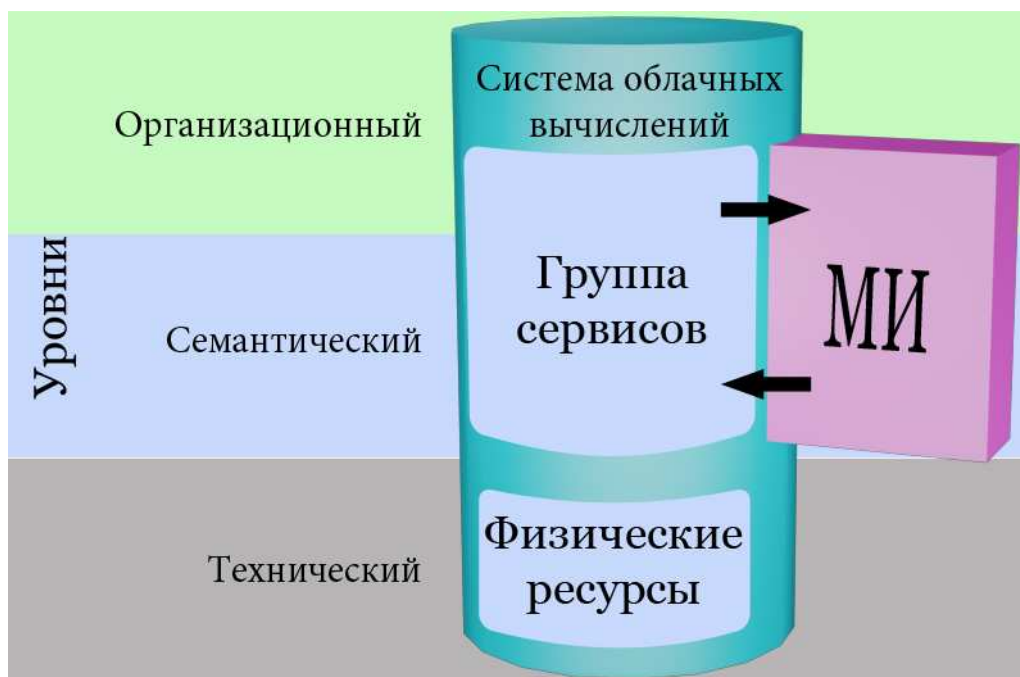 Уровни
Организационный
Семантический
Технический
Система облачных
вычислений
Группа
сервисов
Физические
ресурсы
МИ